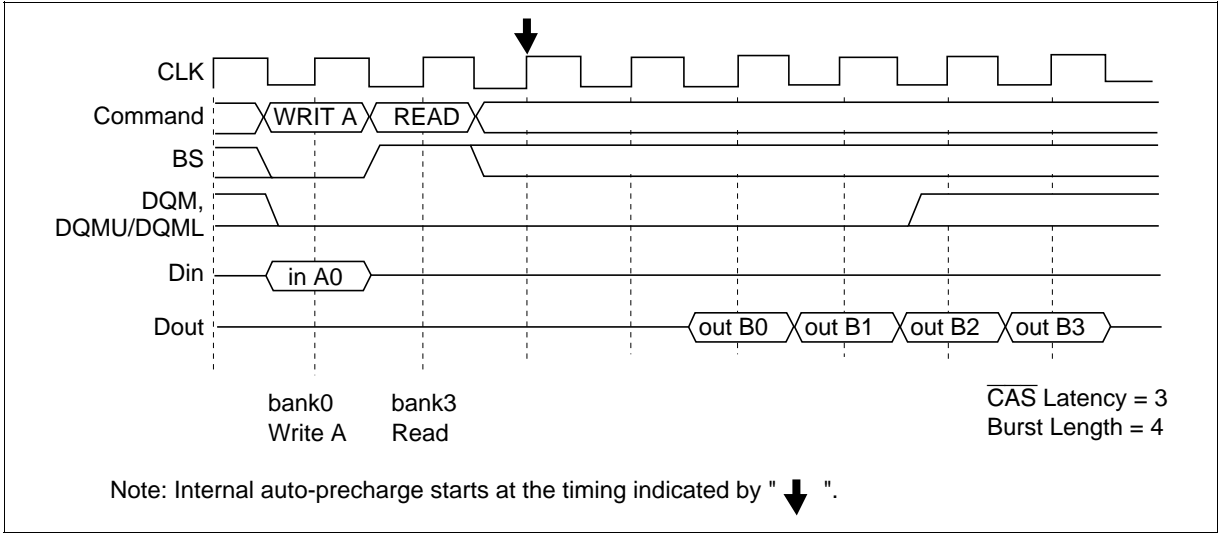 CLK
Command WRIT A READ
BS
DQM,
DQMU/DQML
Din in A0
Dout out B0 out B1 out B2 out B3
bank0 bank3 CAS Latency = 3
Write A Read Burst Length = 4
Note: Internal auto-precharge starts at the timing indicated by " ".